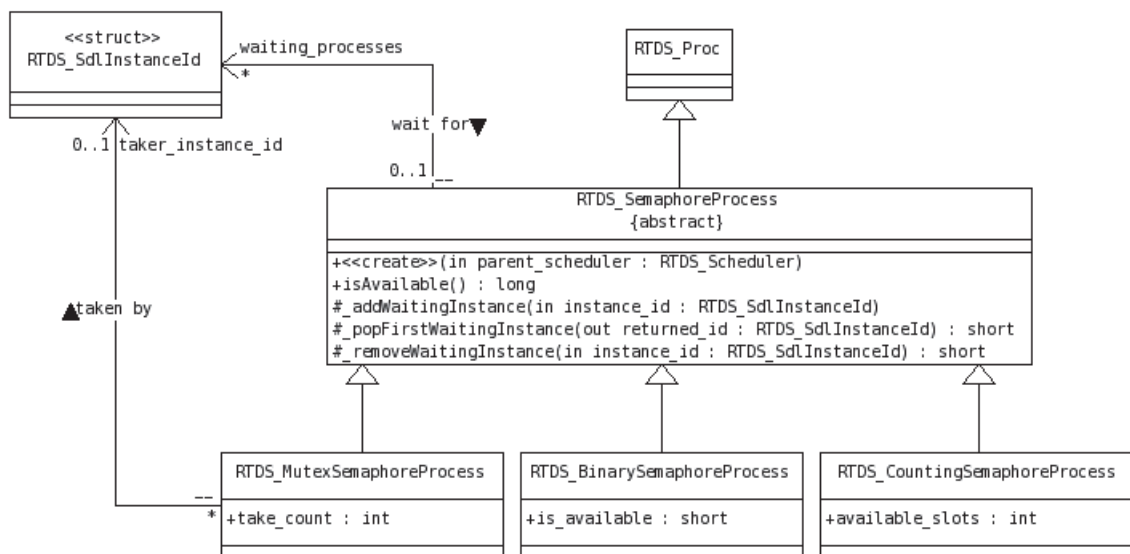 <<struct>>
RTDS_SdlInstanceId
waiting_processes
*
RTDS_Proc
wait for▼
0..1 taker_instance_id
0..1 __
RTDS_SemaphoreProcess
{abstract}
+<<create>>(in parent_scheduler : RTDS_Scheduler)
+isAvailable() : long
#_addWaitingInstance(in instance_id : RTDS_SdlInstanceId)
#_popFirstWaitingInstance(out returned_id : RTDS_SdlInstanceId) : short
#_removeWaitingInstance(in instance_id : RTDS_SdlInstanceId) : short
▲taken by
RTDS_MutexSemaphoreProcess
+take_count : int
__
*
RTDS_BinarySemaphoreProcess
+is_available : short
RTDS_CountingSemaphoreProcess
+available_slots : int